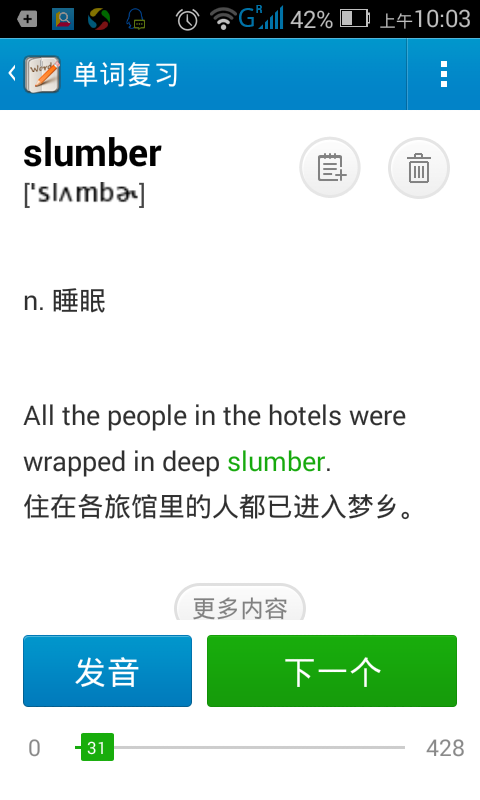 42% 上午10:03
单词复习
slumber
['slʌmbɚ]
n. 睡眠
All the people in the hotels were
wrapped in deep slumber.
住在各旅馆里的人都已进入梦乡。
更多内容
发音 下一个
0 31 428